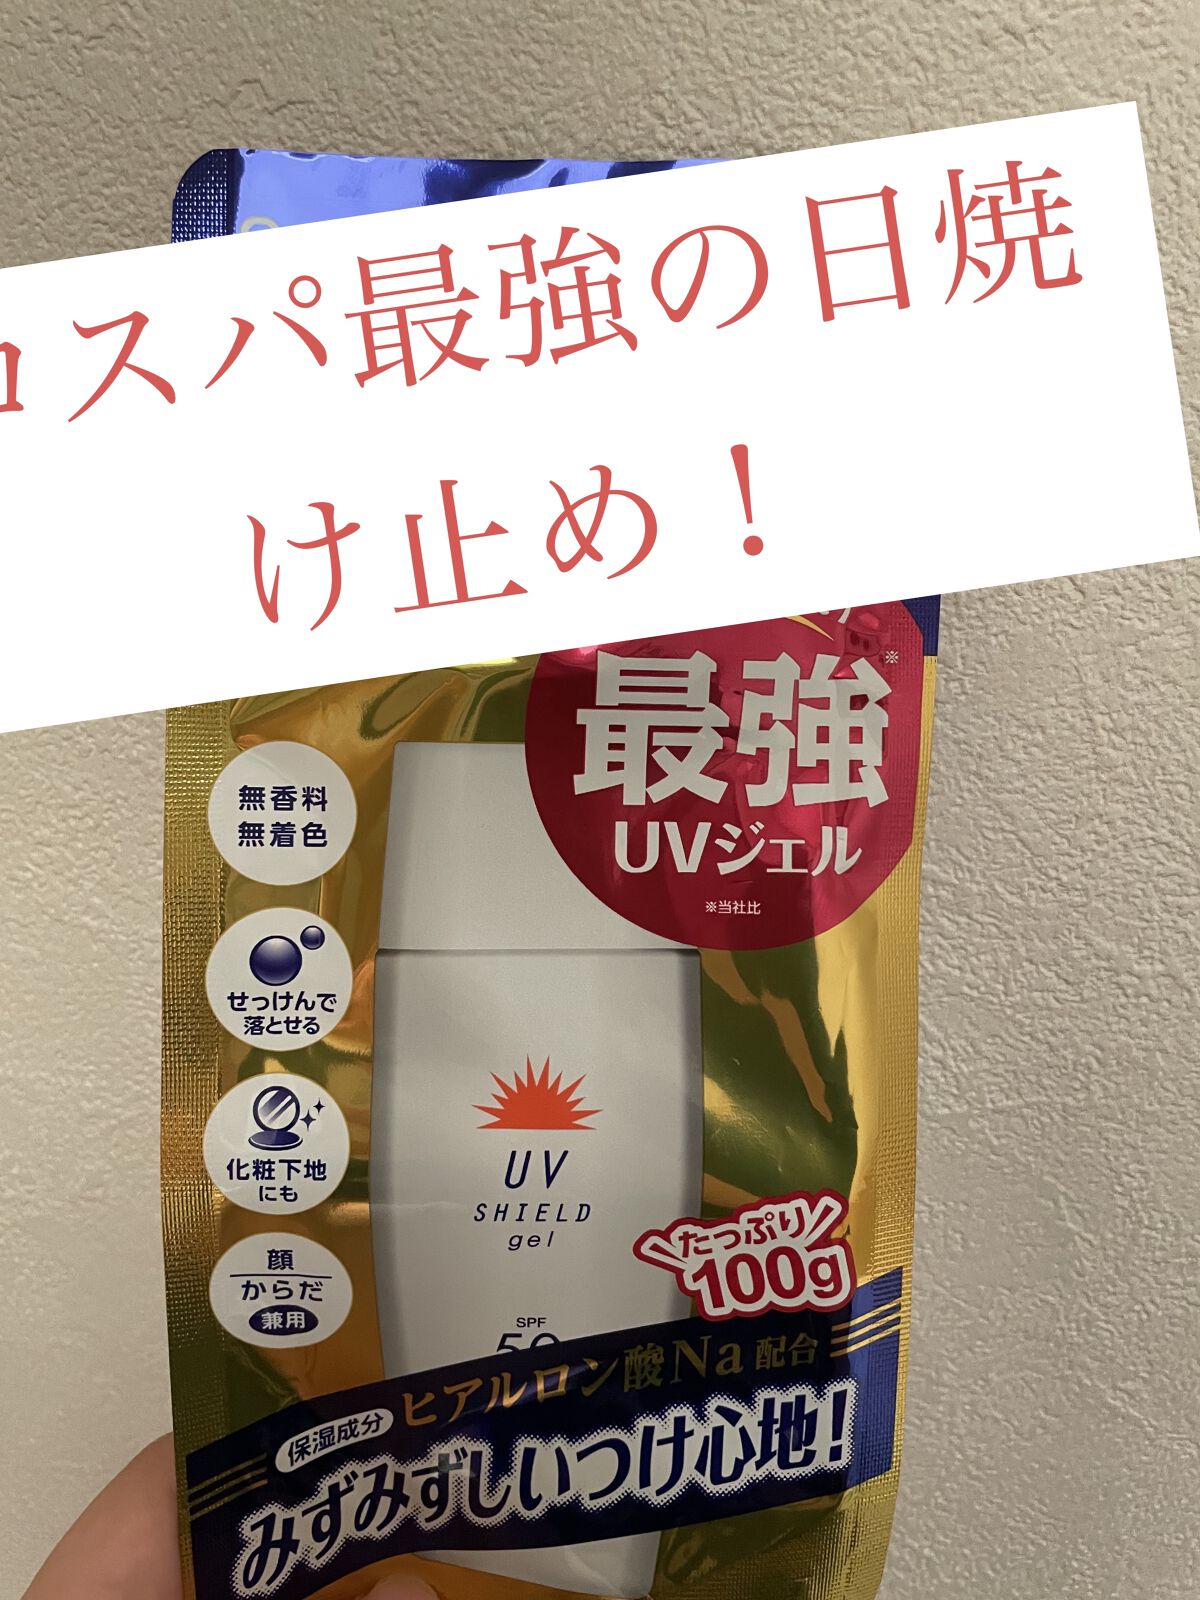 コスパ最強の日焼
け止め！
最強※
UVジェル
※当社比
無香料
無着色
せっけんで
落とせる
化粧下地
にも
顔
からだ
兼用
UV
SHIELD
gel
たっぷり
100g
SPF
50
保湿成分 ヒアルロン酸Na配合
みずみずしいつけ心地！